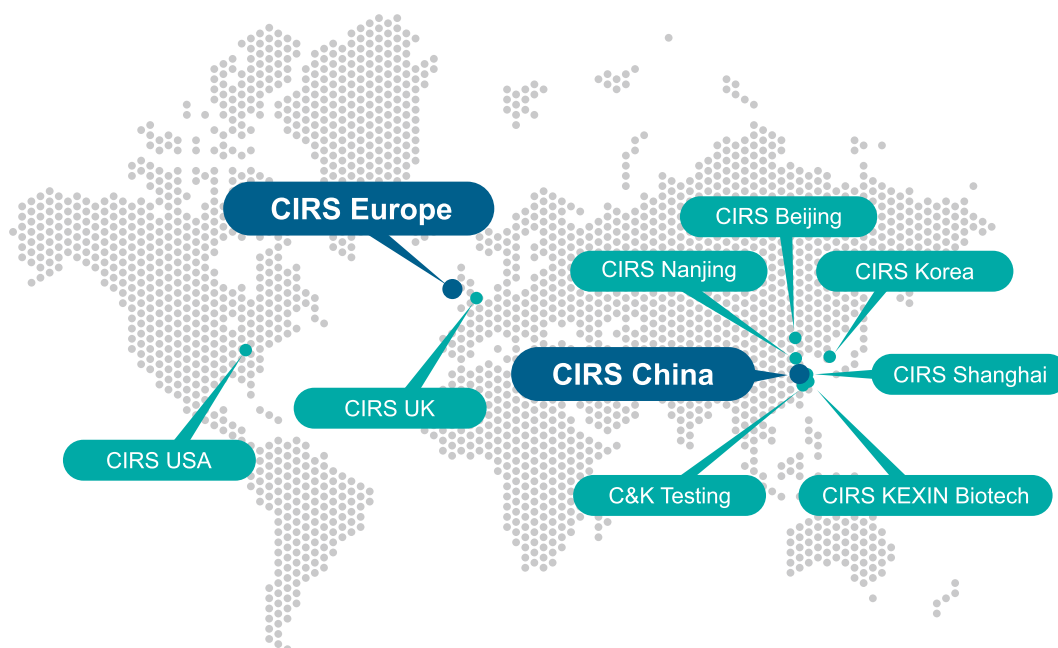 CIRS Europe
CIRS Beijing
CIRS Nanjing
CIRS Korea
CIRS China
CIRS Shanghai
CIRS UK
CIRS USA
C&K Testing
CIRS KEXIN Biotech